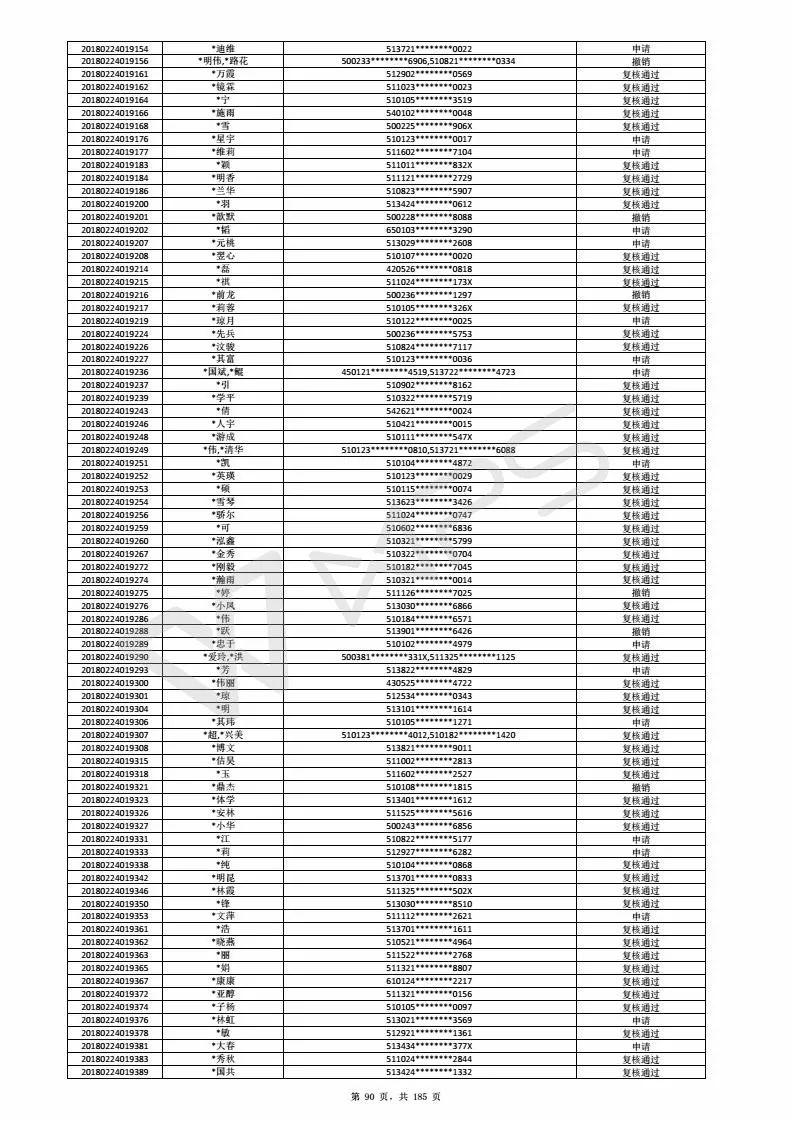 20180224019154 *迪维 513721********0022 申请
20180224019156 *明伟,*路花 500233********6906,510821********0334 撤销
20180224019161 *万霞 512902********0569 复核通过
20180224019162 *镜霖 511023********0023 复核通过
20180224019164 *宁 510105********3519 复核通过
20180224019166 *施雨 540102********0048 复核通过
20180224019168 *雪 500225********906X 复核通过
20180224019176 *星宇 510123********0017 申请
20180224019177 *维莉 511602********7104 申请
20180224019183 *颖 511011********832X 复核通过
20180224019184 *明香 511121********2729 复核通过
20180224019186 *兰华 510823********5907 复核通过
20180224019200 *羽 513424********0612 复核通过
20180224019201 *歆默 500228********8088 撤销
20180224019202 *韬 650103********3290 申请
20180224019207 *元桃 513029********2608 申请
20180224019208 *翌心 510107********0020 复核通过
20180224019214 *磊 420526********0818 复核通过
20180224019215 *祺 511024********173X 复核通过
20180224019216 *前龙 500236********1297 撤销
20180224019217 *莉蓉 510105********326X 复核通过
20180224019219 *琼月 510122********0025 申请
20180224019224 *先兵 500236********5753 复核通过
20180224019226 *汶骏 510824********7117 复核通过
20180224019227 *其富 510123********0036 申请
20180224019236 *国斌,*鲲 450121********4519,513722********4723 申请
20180224019237 *引 510902********8162 复核通过
20180224019239 *学平 510322********5719 复核通过
20180224019243 *倩 542621********0024 复核通过
20180224019246 *人宇 510421********0015 复核通过
20180224019248 *游成 510111********547X 复核通过
20180224019249 *伟,*清华 510123********0810,513721********6088 复核通过
20180224019251 *凯 510104********4872 申请
20180224019252 *英瑛 510123********0029 复核通过
20180224019253 *硕 510115********0074 复核通过
20180224019254 *雪琴 513623********3426 复核通过
20180224019256 *骄尔 511024********0747 复核通过
20180224019259 *可 510602********6836 复核通过
20180224019260 *泓鑫 510321********5799 复核通过
20180224019267 *金秀 510322********0704 复核通过
20180224019272 *刚毅 510182********7045 复核通过
20180224019274 *瀚雨 510321********0014 复核通过
20180224019275 *婷 511126********7025 撤销
20180224019276 *小凤 513030********6866 复核通过
20180224019286 *伟 510184********6571 复核通过
20180224019288 *跃 513901********6426 撤销
20180224019289 *忠于 510102********4979 申请
20180224019290 *爱玲,*洪 500381********331X,511325********1125 复核通过
20180224019293 *芳 513822********4829 申请
20180224019300 *伟丽 430525********4722 复核通过
20180224019301 *琼 512534********0343 复核通过
20180224019304 *明 513101********1614 复核通过
20180224019306 *其玮 510105********1271 申请
20180224019307 *超,*兴美 510123********4012,510182********1420 复核通过
20180224019308 *博文 513821********9011 复核通过
20180224019315 *佶昊 511002********2813 复核通过
20180224019318 *玉 511602********2527 复核通过
20180224019321 *鼎杰 510108********1815 撤销
20180224019323 *体学 513401********1612 复核通过
20180224019326 *安林 511525********5616 复核通过
20180224019327 *小华 500243********6856 复核通过
20180224019331 *江 510822********5177 申请
20180224019333 *莉 512927********6282 申请
20180224019338 *纯 510104********0868 复核通过
20180224019342 *明昆 513701********0833 复核通过
20180224019346 *林霞 511325********502X 复核通过
20180224019350 *锋 513030********8510 复核通过
20180224019353 *文萍 511112********2621 申请
20180224019361 *浩 513701********1611 复核通过
20180224019362 *晓燕 510521********4964 复核通过
20180224019363 *丽 511522********2768 复核通过
20180224019365 *娟 511321********8807 复核通过
20180224019367 *康康 610124********2217 复核通过
20180224019372 *亚醇 511321********0156 复核通过
20180224019374 *子杨 510105********0097 复核通过
20180224019376 *林虹 513021********3569 申请
20180224019378 *敏 512921********1361 复核通过
20180224019381 *大春 513434********377X 申请
20180224019383 *秀秋 511024********2844 复核通过
20180224019389 *国共 513424********1332 复核通过
第 90 页，共 185 页